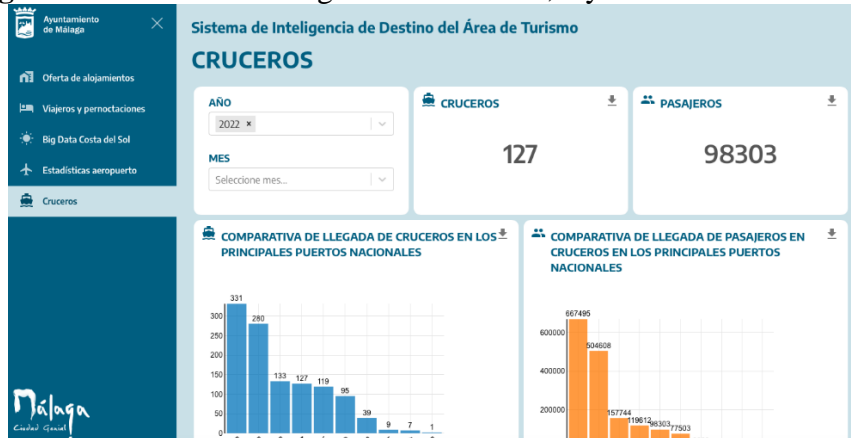 Ayuntamiento
de Málaga
Oferta de alojamientos
Viajeros y pernoctaciones
Big Data Costa del Sol
Estadísticas aeropuerto
Cruceros
Málaga
Ciudad Genial
Sistema de Inteligencia de Destino del Área de Turismo
CRUCEROS
AÑO
2022 ×
MES
Seleccione mes...
CRUCEROS
127
PASAJEROS
98303
COMPARATIVA DE LLEGADA DE CRUCEROS EN LOS
PRINCIPALES PUERTOS NACIONALES
331
280
133
127
119
95
39
9
7
1
300
250
200
150
100
50
0
COMPARATIVA DE LLEGADA DE PASAJEROS EN
CRUCEROS EN LOS PRINCIPALES PUERTOS
NACIONALES
667495
504608
157744
119612
98303
77503
600000
400000
200000